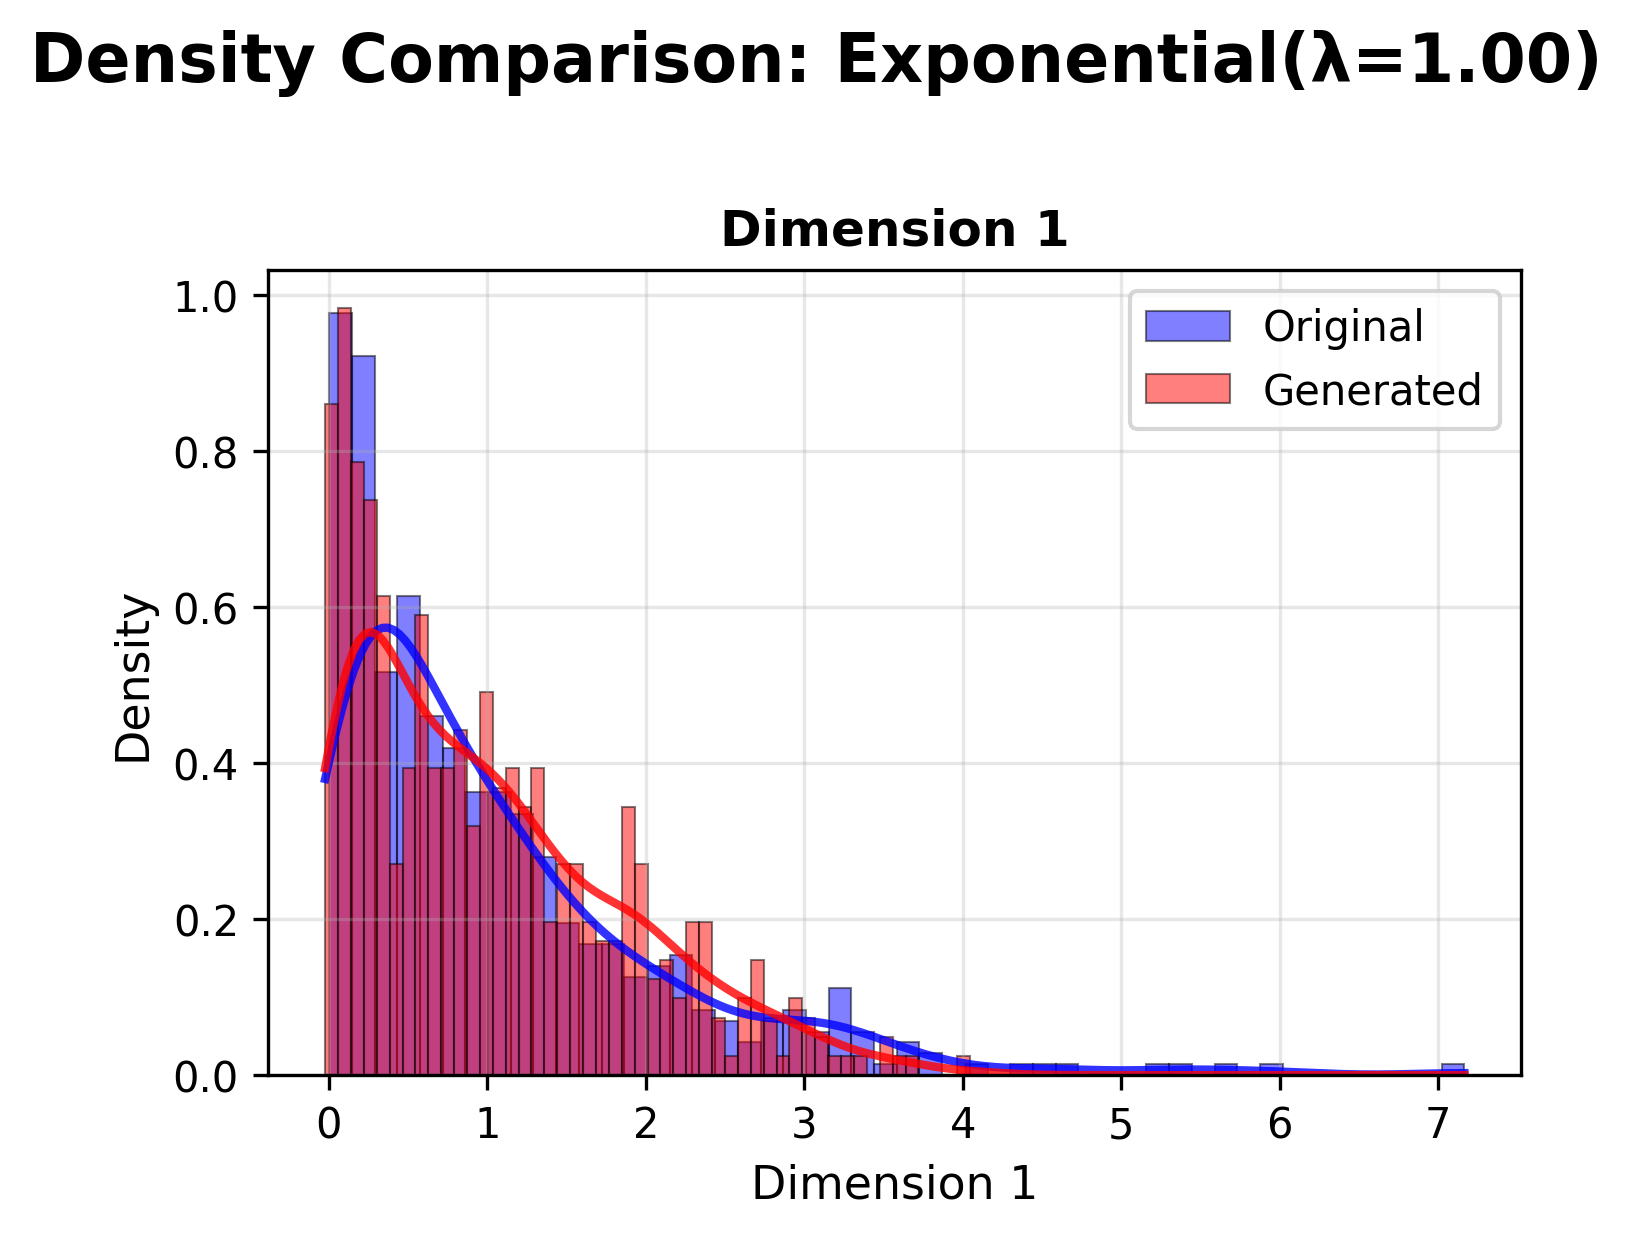 Density Comparison: Exponential(λ=1.00)
Dimension 1
Original
Generated
Density
1.0
0.8
0.6
0.4
0.2
0.0
0 1 2 3 4 5 6 7
Dimension 1